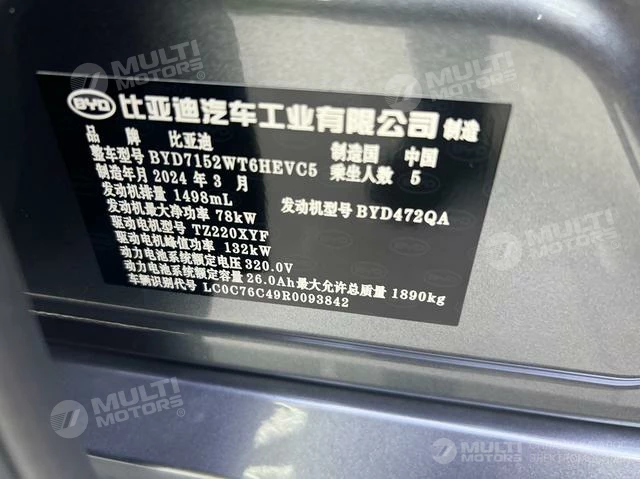 MULTI MOTORS
MULTI MOTORS
BYD 比亚迪汽车工业有限公司 制造
品 牌 比亚迪
整车型号 BYD7152WT6HEVC5 制造国 中国
制造年月 2024 年 3 月 乘坐人数 5
发动机排量 1498mL
发动机最大净功率 78kW 发动机型号 BYD472QA
驱动电机型号 TZ220XYF
驱动电机峰值功率 132kW
动力电池系统额定电压 320.0V
动力电池系统额定容量 26.0Ah 最大允许总质量 1890kg
车辆识别代号 LC0C76C49R0093842
MULTI MOTORS
MULTI MOTORS
MULTI MOTORS